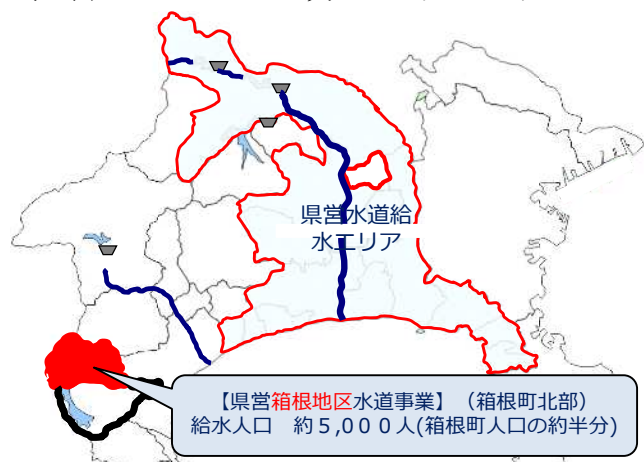 県営水道給
水エリア
【県営箱根地区水道事業】（箱根町北部）
給水人口　約５,０００人(箱根町人口の約半分)